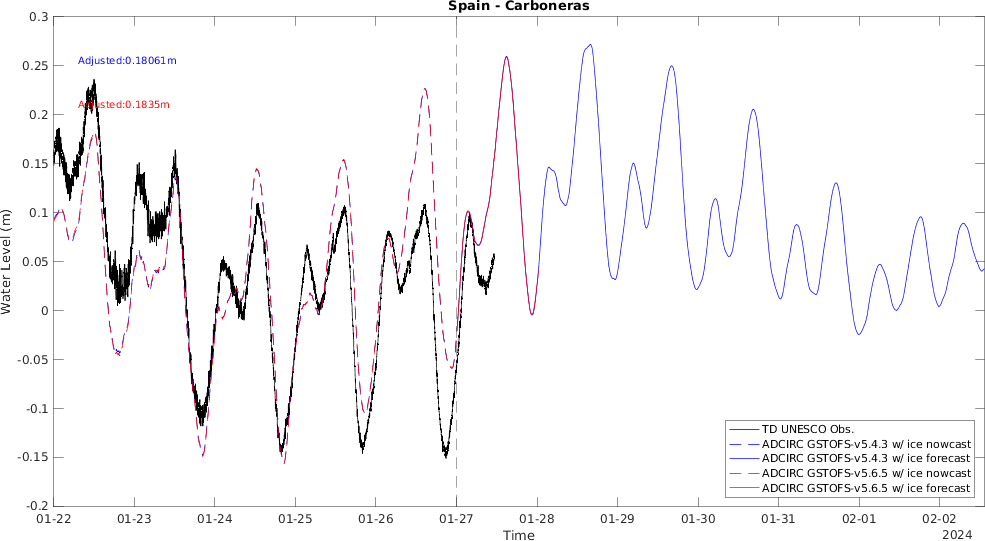 Spain - Carboneras
0.3
0.25
0.2
0.15
0.1
0.05
0
-0.05
-0.1
-0.15
-0.2
Water Level (m)
Adjusted:0.18061m
Adjusted:0.1835m
TD UNESCO Obs.
ADCIRC GSTOFS-v5.4.3 w/ ice nowcast
ADCIRC GSTOFS-v5.4.3 w/ ice forecast
ADCIRC GSTOFS-v5.6.5 w/ ice nowcast
ADCIRC GSTOFS-v5.6.5 w/ ice forecast
01-22 01-23 01-24 01-25 01-26 01-27 01-28 01-29 01-30 01-31 02-01 02-02
Time
2024